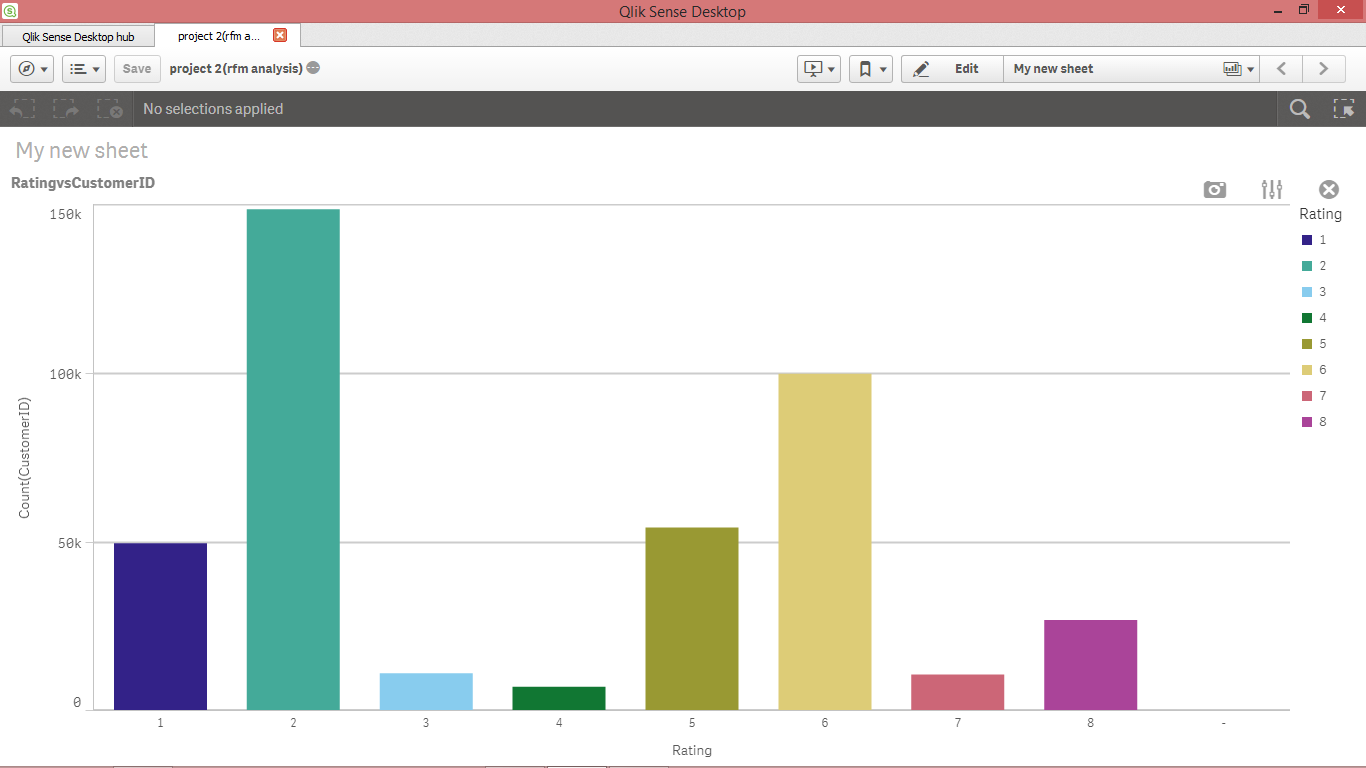 Qlik Sense Desktop
Qlik Sense Desktop hub
project 2(rfm a...
Save
project 2(rfm analysis)
Edit
My new sheet
No selections applied
My new sheet
RatingvsCustomerID
150k
100k
50k
0
Count(CustomerID)
1 2 3 4 5 6 7 8 -
Rating
Rating
1
2
3
4
5
6
7
8